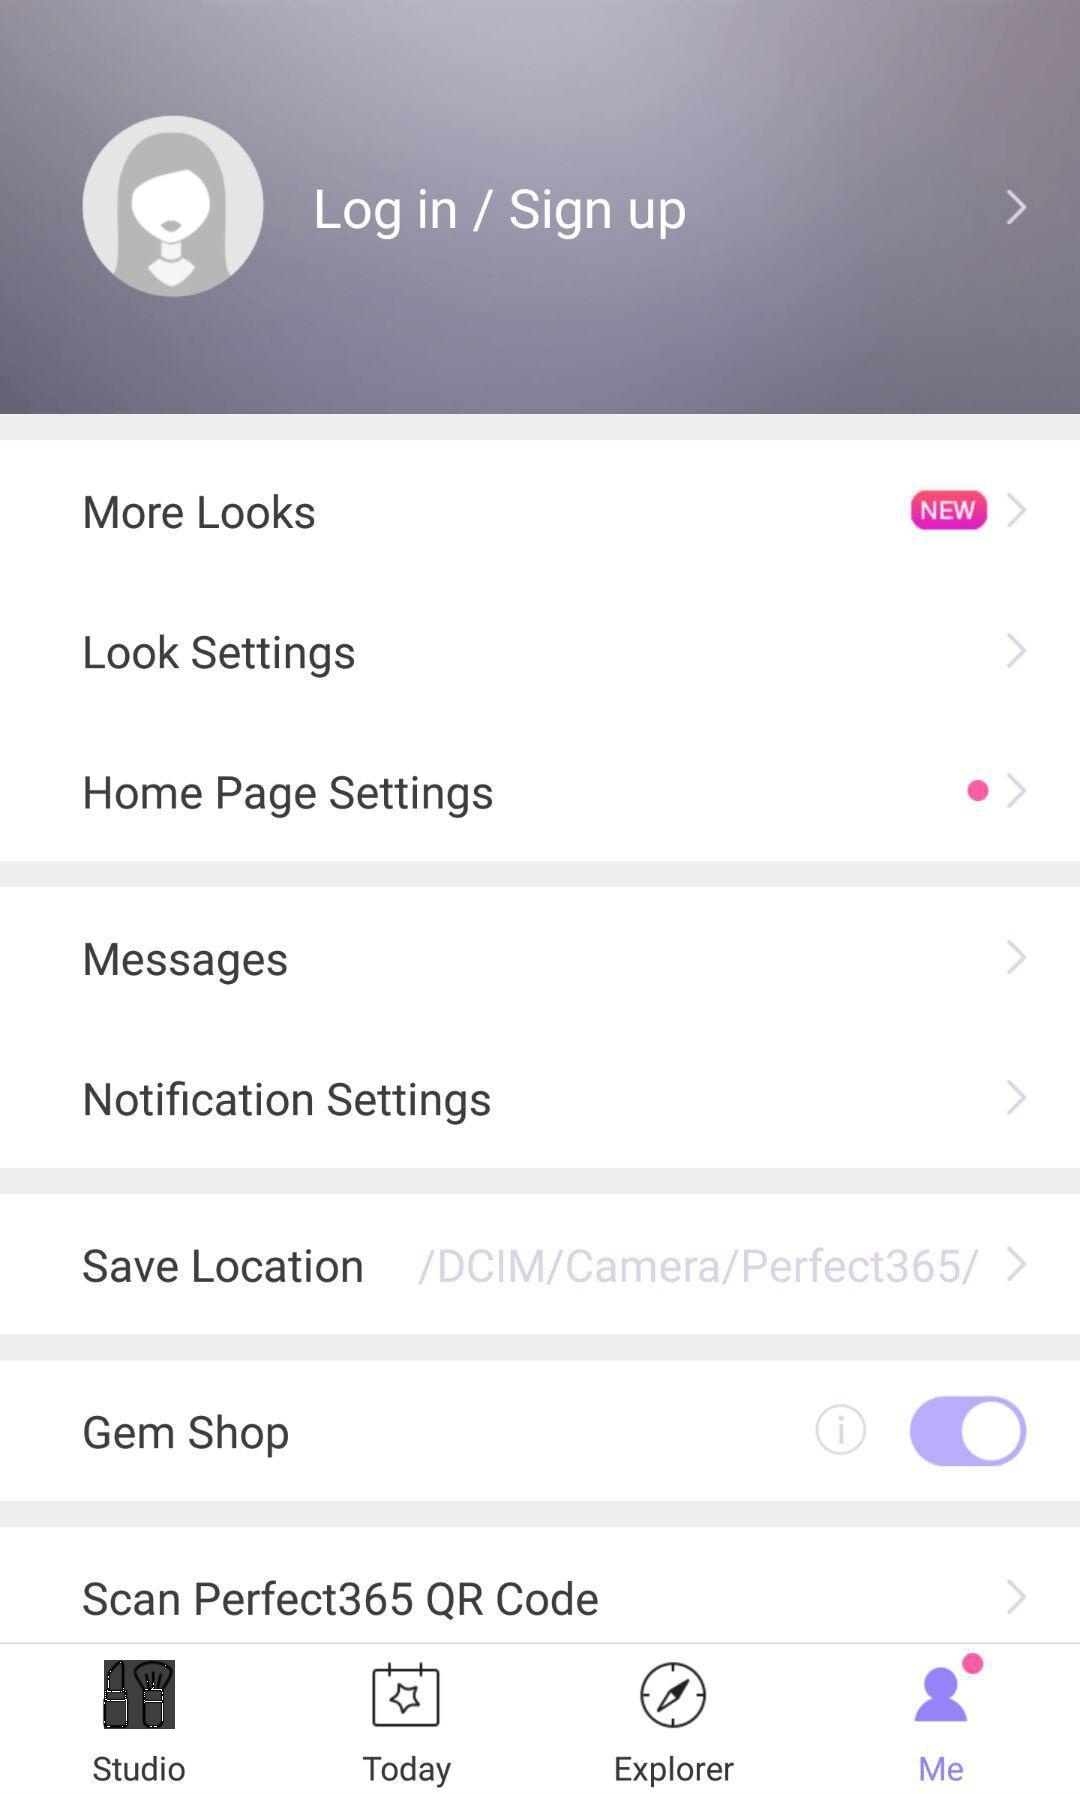 Log in / Sign up
More Looks NEW
Look Settings
Home Page Settings
Messages
Notification Settings
Save Location /DCIM/Camera/Perfect365/
Gem Shop i
Scan Perfect365 QR Code
Studio Today Explorer Me